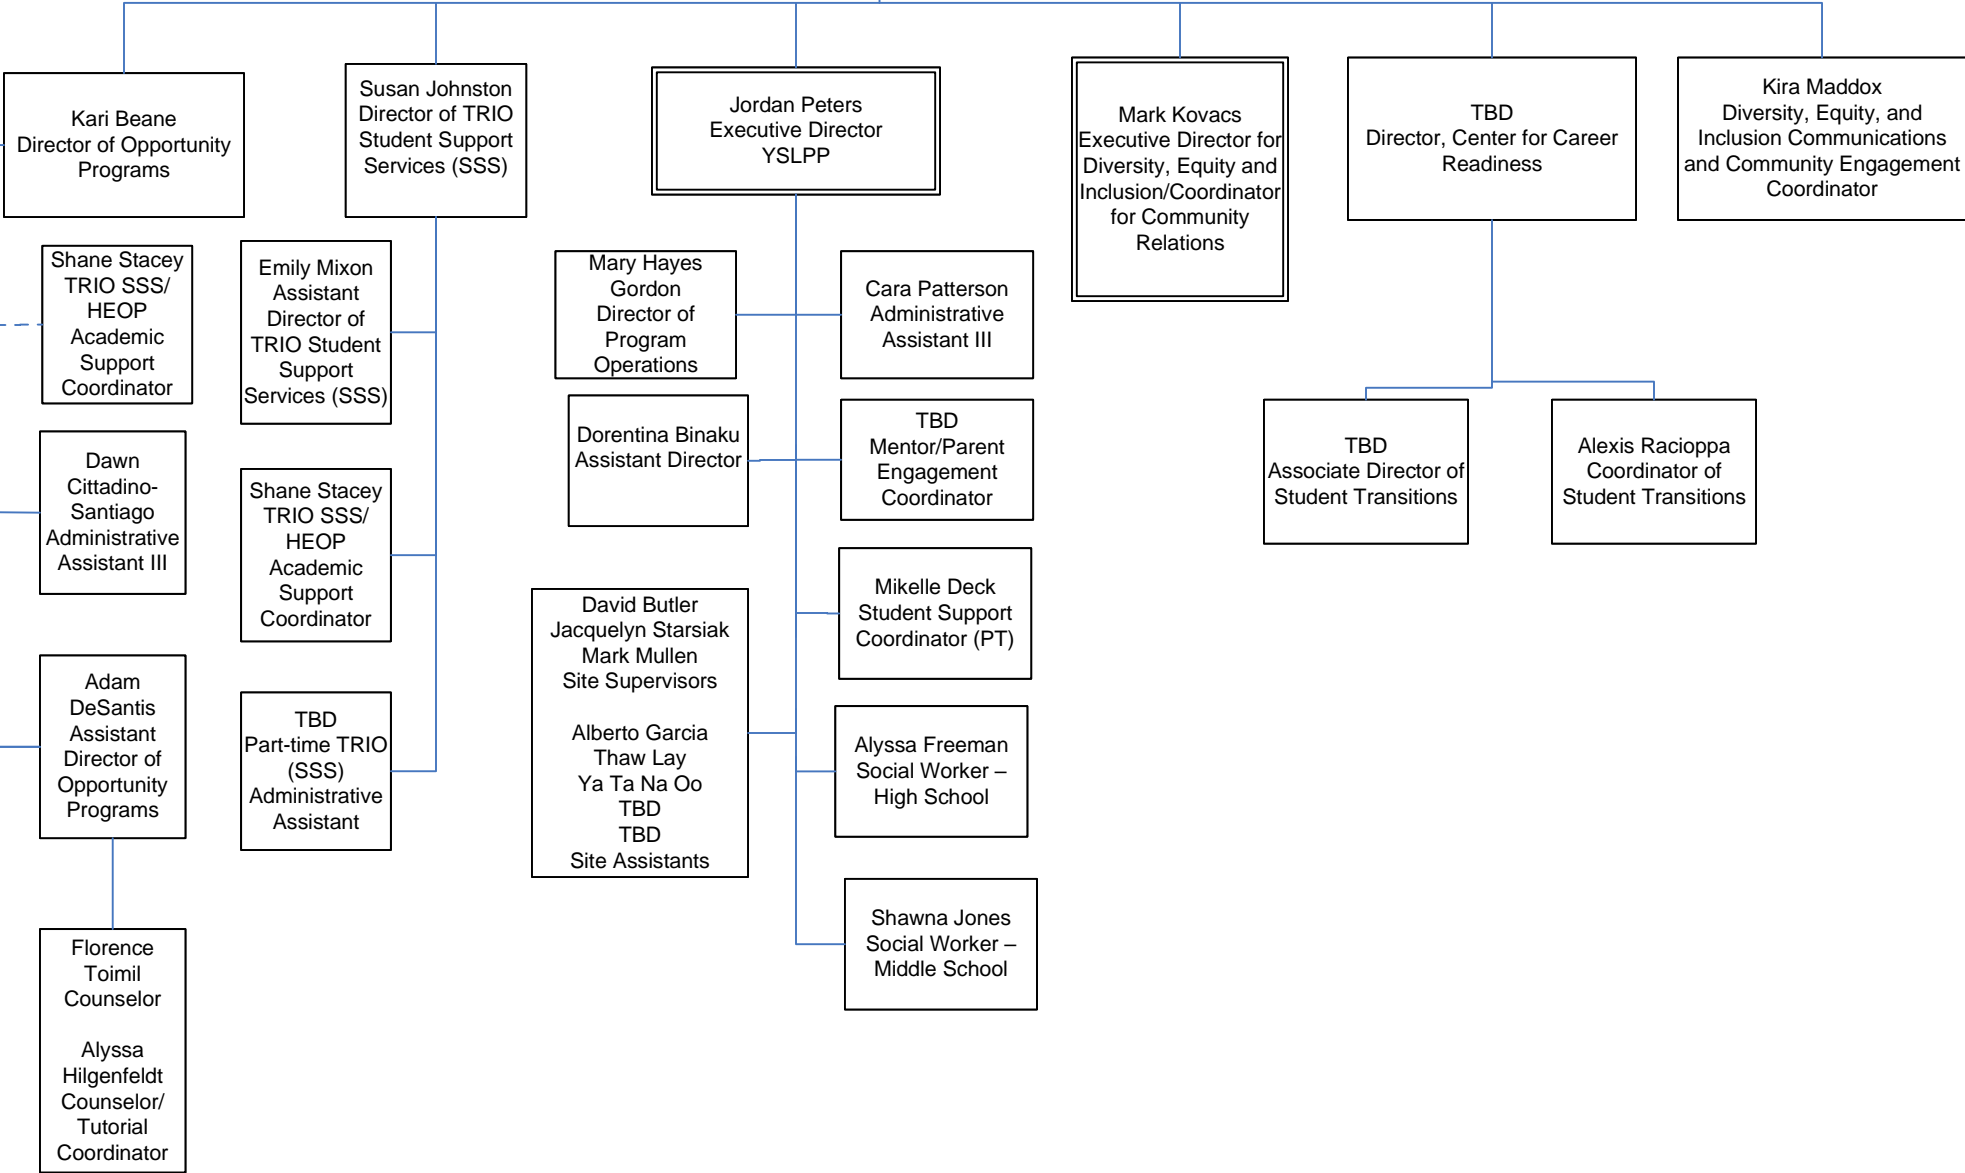 Kari Beane
Director of Opportunity
Programs
Susan Johnston
Director of TRIO
Student Support
Services (SSS)
Jordan Peters
Executive Director
YSLPP
Mark Kovacs
Executive Director for
Diversity, Equity and
Inclusion/Coordinator
for Community
Relations
TBD
Director, Center for Career
Readiness
Kira Maddox
Diversity, Equity, and
Inclusion Communications
and Community Engagement
Coordinator
Shane Stacey
TRIO SSS/
HEOP
Academic
Support
Coordinator
Dawn
Cittadino-
Santiago
Administrative
Assistant III
Adam
DeSantis
Assistant
Director of
Opportunity
Programs
Florence
Toimil
Counselor
Alyssa
Hilgenfeldt
Counselor/
Tutorial
Coordinator
Emily Mixon
Assistant
Director of
TRIO Student
Support
Services (SSS)
Shane Stacey
TRIO SSS/
HEOP
Academic
Support
Coordinator
TBD
Part-time TRIO
(SSS)
Administrative
Assistant
Mary Hayes
Gordon
Director of
Program
Operations
Dorentina Binaku
Assistant Director
David Butler
Jacquelyn Starsiak
Mark Mullen
Site Supervisors
Alberto Garcia
Thaw Lay
Ya Ta Na Oo
TBD
TBD
Site Assistants
Cara Patterson
Administrative
Assistant III
TBD
Mentor/Parent
Engagement
Coordinator
Mikelle Deck
Student Support
Coordinator (PT)
Alyssa Freeman
Social Worker –
High School
Shawna Jones
Social Worker –
Middle School
TBD
Associate Director of
Student Transitions
Alexis Racioppa
Coordinator of
Student Transitions